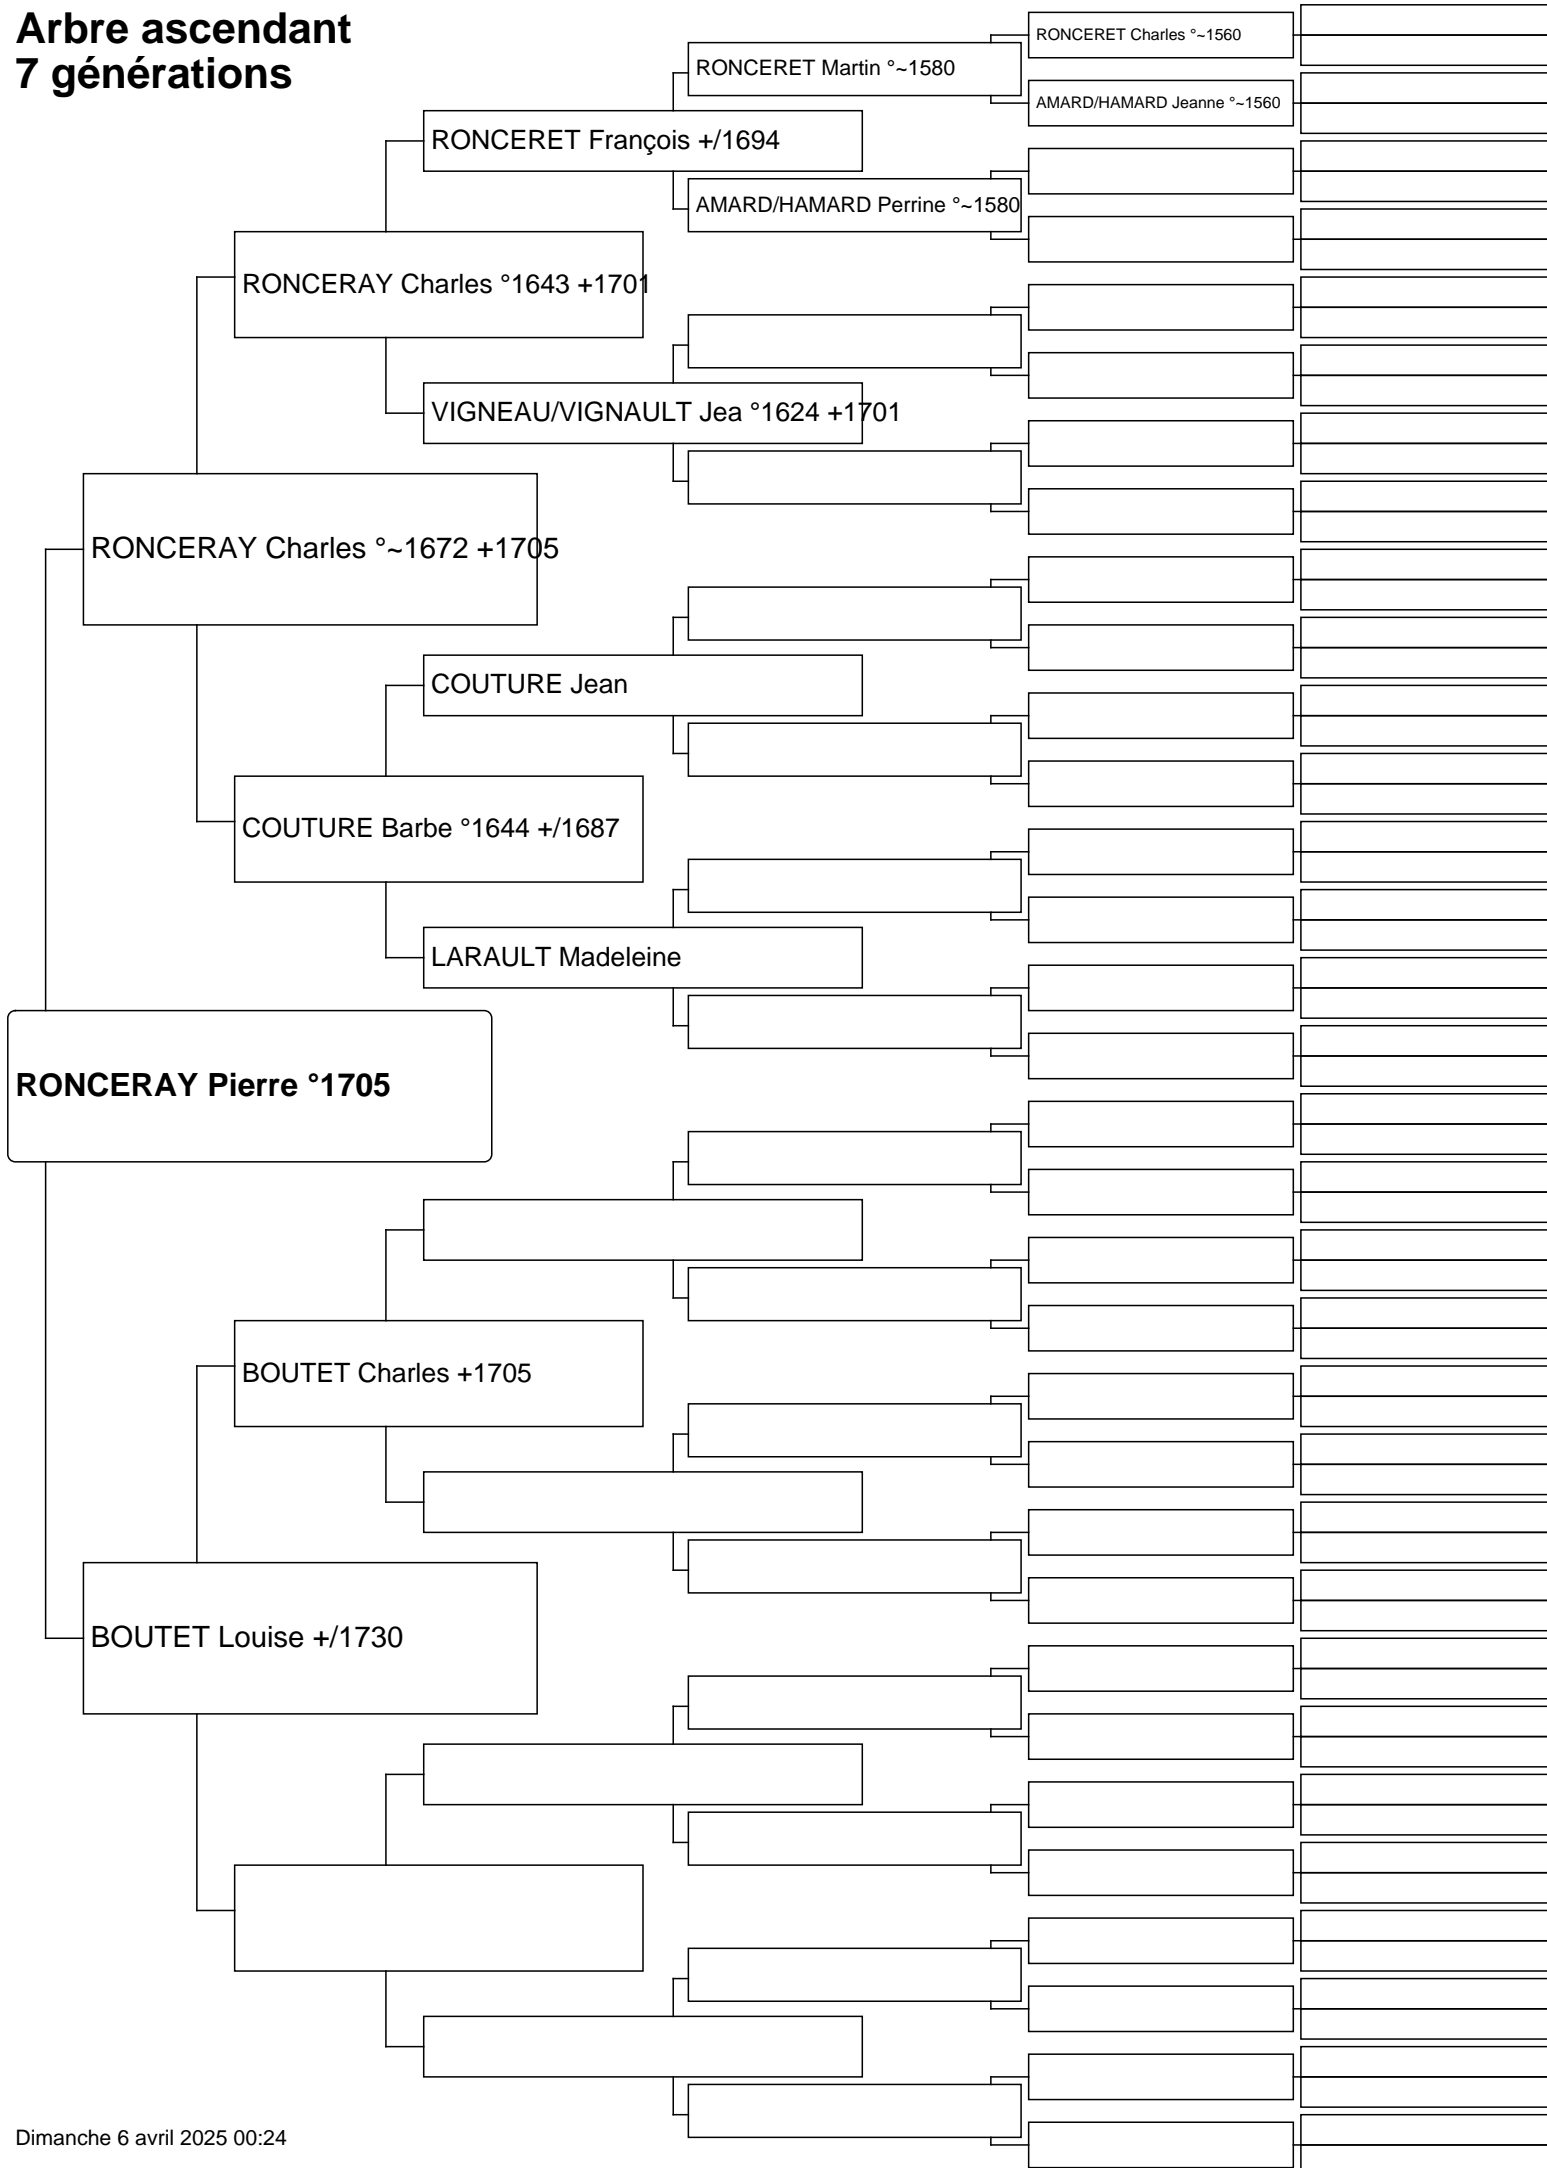 Arbre ascendant
7 générations
RONCERET Charles °~1560
RONCERET Martin °~1580
AMARD/HAMARD Jeanne °~1560
RONCERET François +/1694
AMARD/HAMARD Perrine °~1580
RONCERAY Charles °1643 +1701
VIGNEAU/VIGNAULT Jea °1624 +1701
RONCERAY Charles °~1672 +1705
COUTURE Jean
COUTURE Barbe °1644 +/1687
LARAULT Madeleine
RONCERAY Pierre °1705
BOUTET Charles +1705
BOUTET Louise +/1730
Dimanche 6 avril 2025 00:24